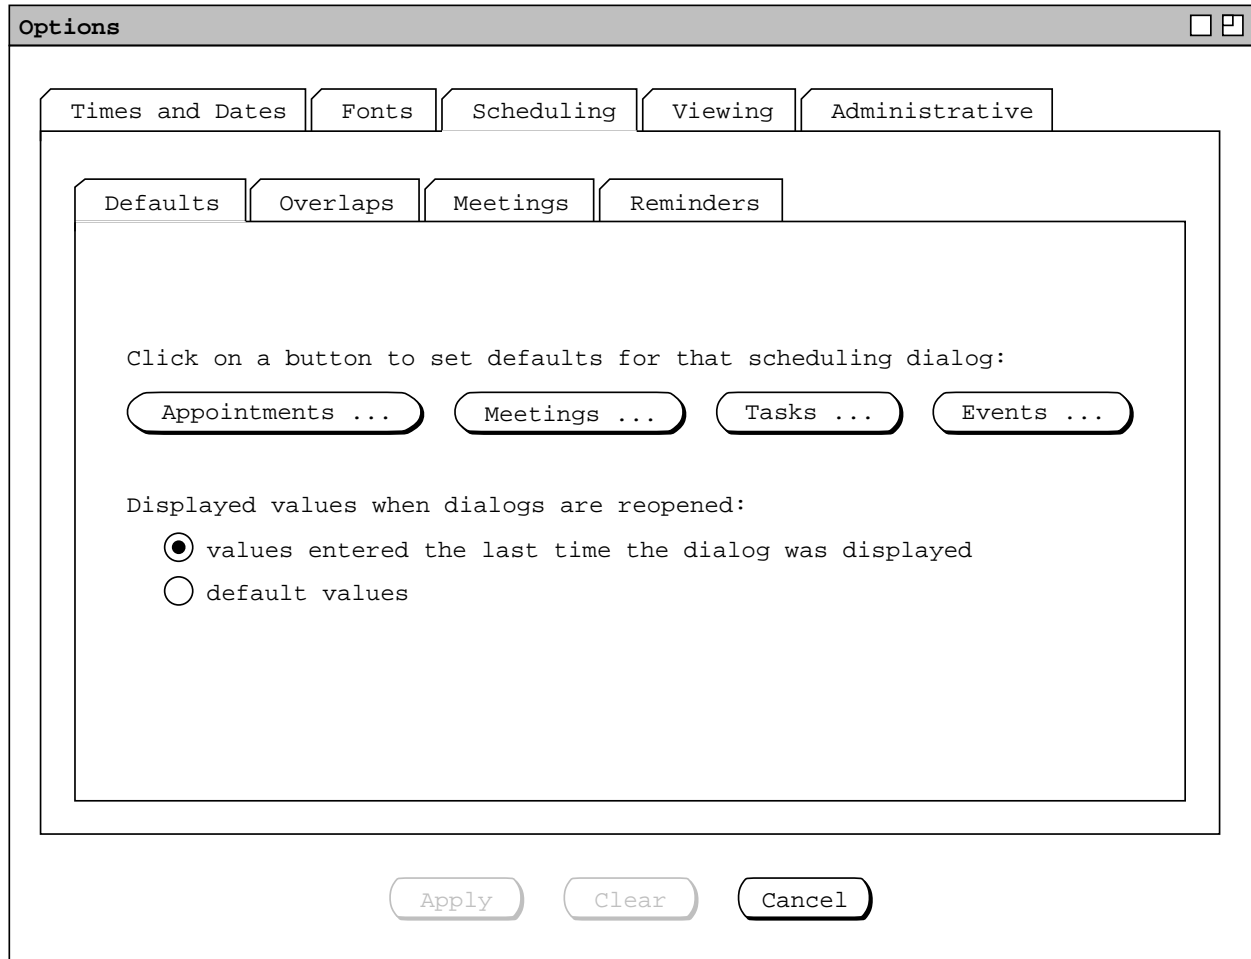 Options
Times and Dates Fonts Scheduling Viewing Administrative
Defaults Overlaps Meetings Reminders
Click on a button to set defaults for that scheduling dialog:
Appointments ... Meetings ... Tasks ... Events ...
Displayed values when dialogs are reopened:
values entered the last time the dialog was displayed
default values
Apply Clear Cancel